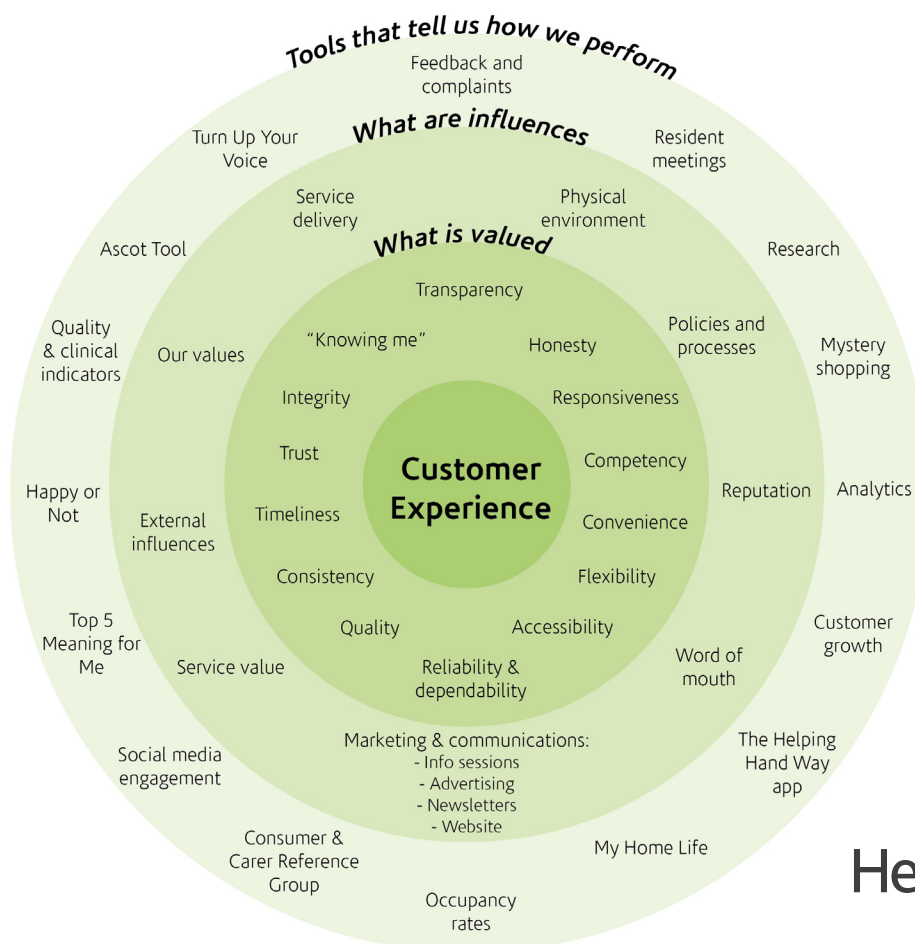 Tools that tell us how we perform
Feedback and
complaints
Turn Up Your
Voice
Resident
meetings
Ascot Tool
Research
Quality
& clinical
indicators
Mystery
shopping
Happy or
Not
Analytics
Top 5
Meaning for
Me
Customer
growth
Social media
engagement
The Helping
Hand Way
app
Consumer &
Carer Reference
Group
My Home Life
Occupancy
rates
What are influences
Service
delivery
Physical
environment
Our values
Policies and
processes
External
influences
Reputation
Service value
Word of
mouth
Marketing & communications:
- Info sessions
- Advertising
- Newsletters
- Website
What is valued
Transparency
“Knowing me”
Honesty
Integrity
Responsiveness
Trust
Competency
Timeliness
Convenience
Consistency
Flexibility
Quality
Accessibility
Reliability &
dependability
Customer
Experience
He